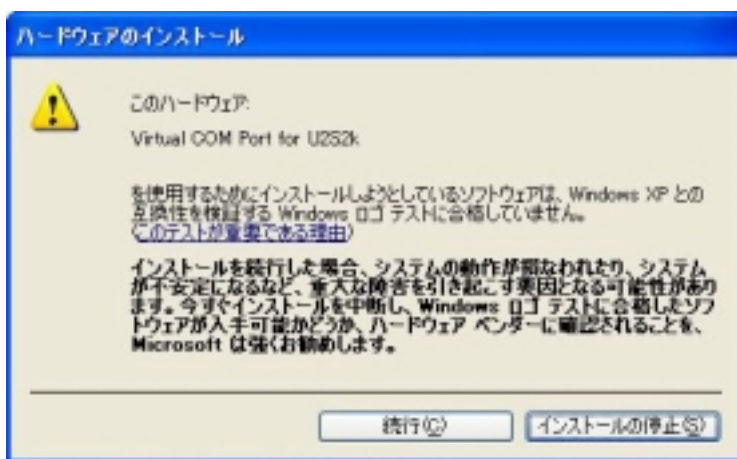 ハードウェアのインストール
このハードウェア:
Virtual COM Port for U2S2k
を使用するためにインストールしようとしているソフトウェアは、Windows XP との
互換性を検証する Windows ロゴ テストに合格していません。
(このテストが重要である理由)
インストールを続行した場合、システムの動作が損なわれたり、システム
が不安定になるなど、重大な障害を引き起こす要因となる可能性があり
ます。今すぐインストールを中断し、Windows ロゴ テストに合格したソフ
トウェアが入手可能かどうか、ハードウェア ベンダーに確認されることを、
Microsoft は強くお勧めします。
続行(C)
インストールの停止(S)